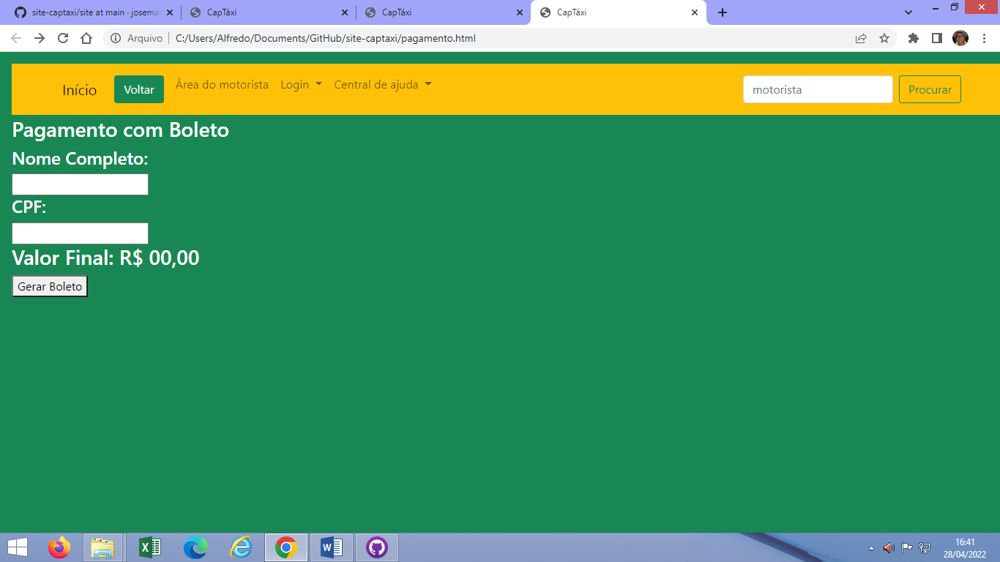 site-captaxi/site at main · josema
CapTáxi
CapTáxi
CapTáxi
Arquivo
C:/Users/Alfredo/Documents/GitHub/site-captaxi/pagamento.html
Início
Voltar
Área do motorista
Login
Central de ajuda
motorista
Procurar
Pagamento com Boleto
Nome Completo:
CPF:
Valor Final: R$ 00,00
Gerar Boleto
16:41
28/04/2022